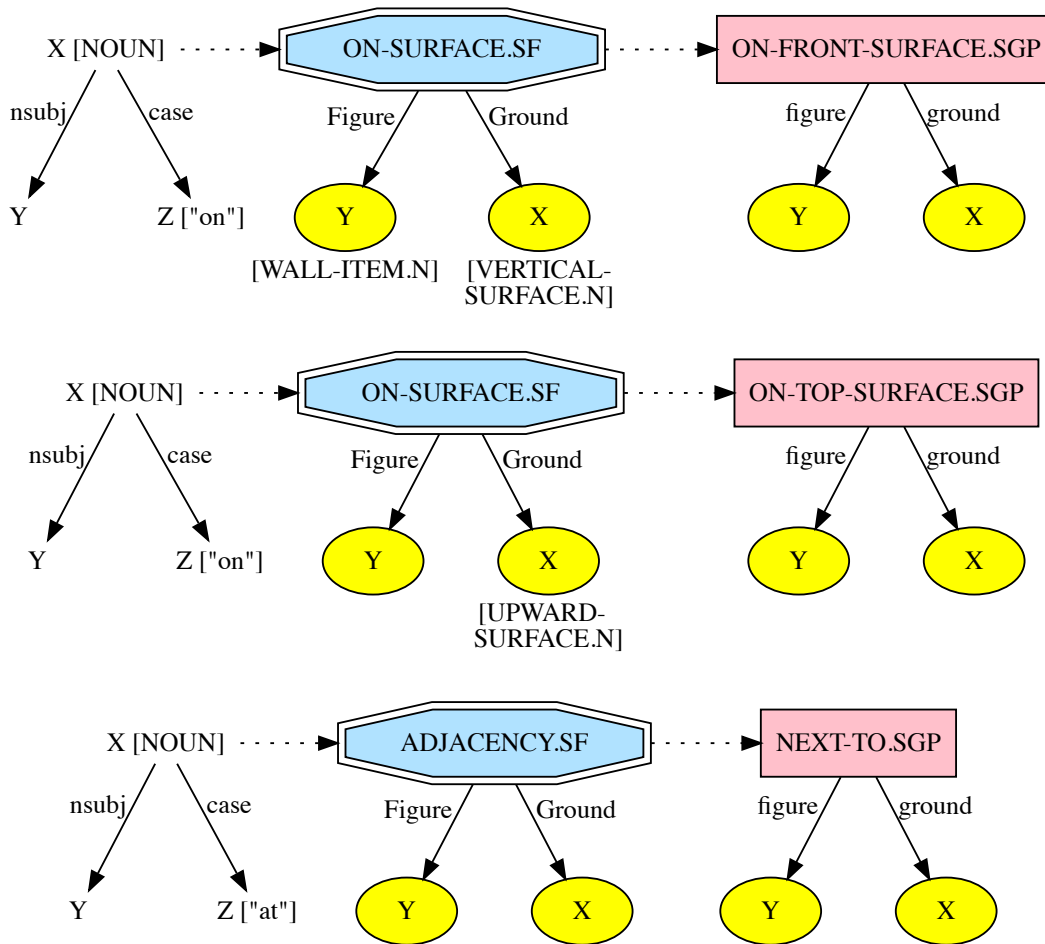 X [NOUN] ON-SURFACE.SF ON-FRONT-SURFACE.SGP
nsubj case Figure Ground figure ground
Y Z ["on"] Y X Y X
[WALL-ITEM.N] [VERTICAL-
SURFACE.N]
X [NOUN] ON-SURFACE.SF ON-TOP-SURFACE.SGP
nsubj case Figure Ground figure ground
Y Z ["on"] Y X Y X
[UPWARD-
SURFACE.N]
X [NOUN] ADJACENCY.SF NEXT-TO.SGP
nsubj case Figure Ground figure ground
Y Z ["at"] Y X Y X